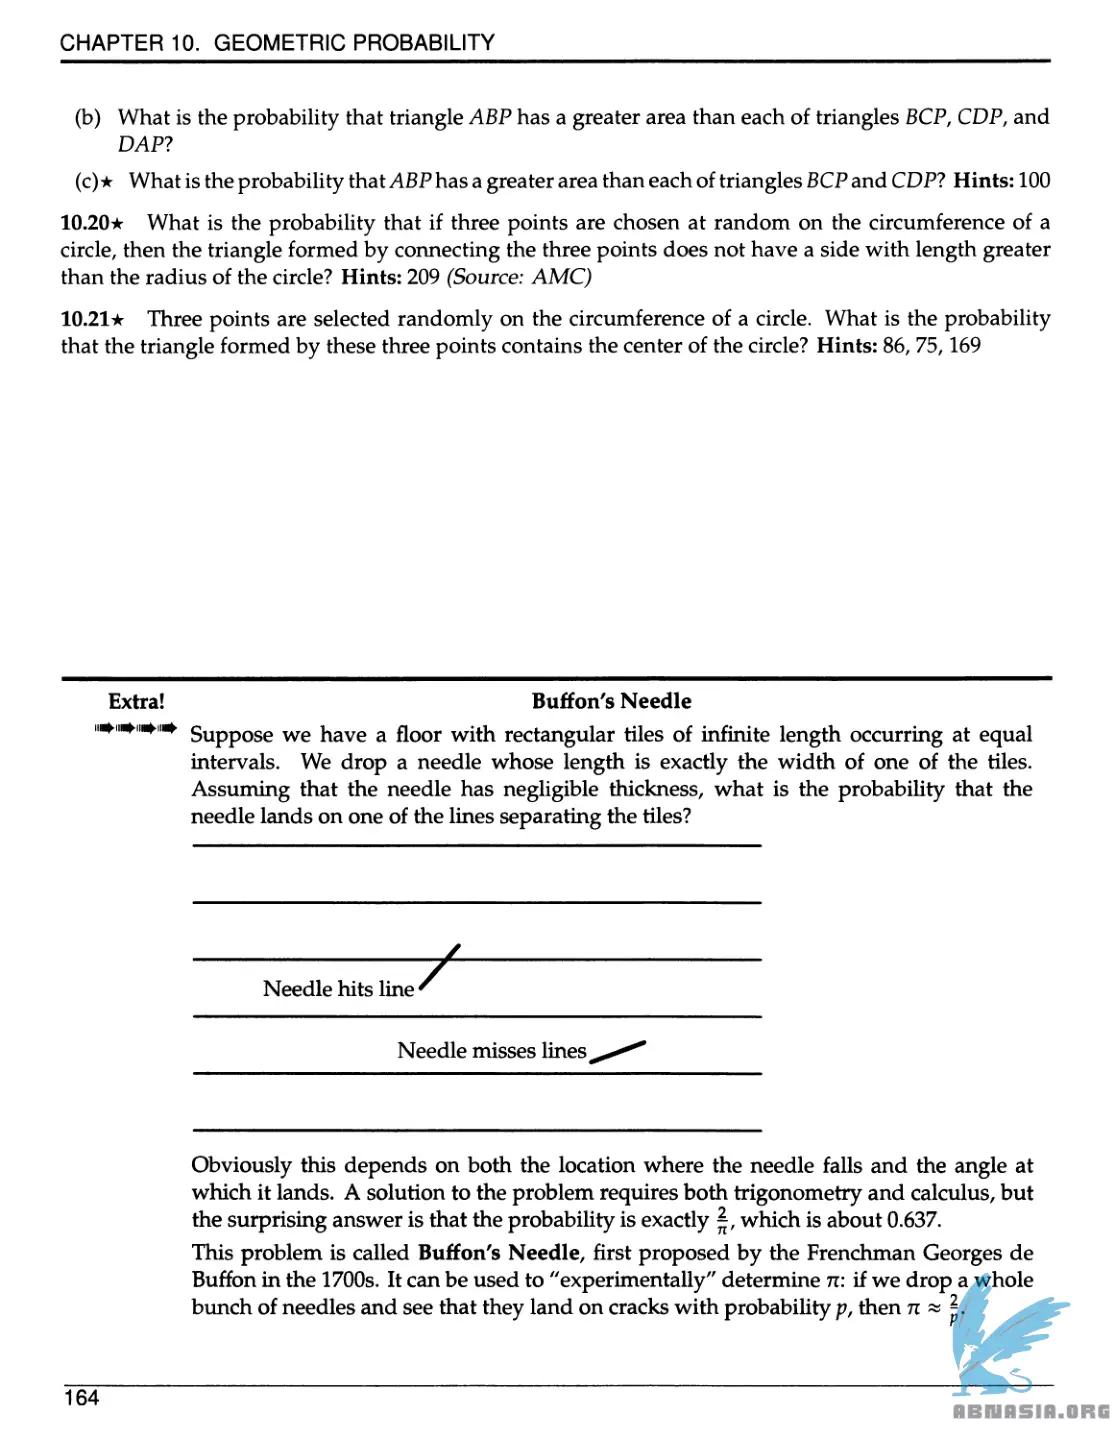 CHAPTER 10. GEOMETRIC PROBABILITY
(b) What is the probability that triangle ABP has a greater area than each of triangles BCP, CDP, and
DAP?
(c)★ What is the probability that ABP has a greater area than each of triangles BCP and CDP? Hints: 100
10.20★ What is the probability that if three points are chosen at random on the circumference of a
circle, then the triangle formed by connecting the three points does not have a side with length greater
than the radius of the circle? Hints: 209 (Source: AMC)
10.21★ Three points are selected randomly on the circumference of a circle. What is the probability
that the triangle formed by these three points contains the center of the circle? Hints: 86, 75, 169
Extra! Buffon's Needle
Suppose we have a floor with rectangular tiles of infinite length occurring at equal
intervals. We drop a needle whose length is exactly the width of one of the tiles.
Assuming that the needle has negligible thickness, what is the probability that the
needle lands on one of the lines separating the tiles?
Needle hits line
Needle misses lines
Obviously this depends on both the location where the needle falls and the angle at
which it lands. A solution to the problem requires both trigonometry and calculus, but
the surprising answer is that the probability is exactly 2/π, which is about 0.637.
This problem is called Buffon's Needle, first proposed by the Frenchman Georges de
Buffon in the 1700s. It can be used to "experimentally" determine π: if we drop a whole
bunch of needles and see that they land on cracks with probability p, then π ≈ 2/p.
164
ABNASIA.ORG